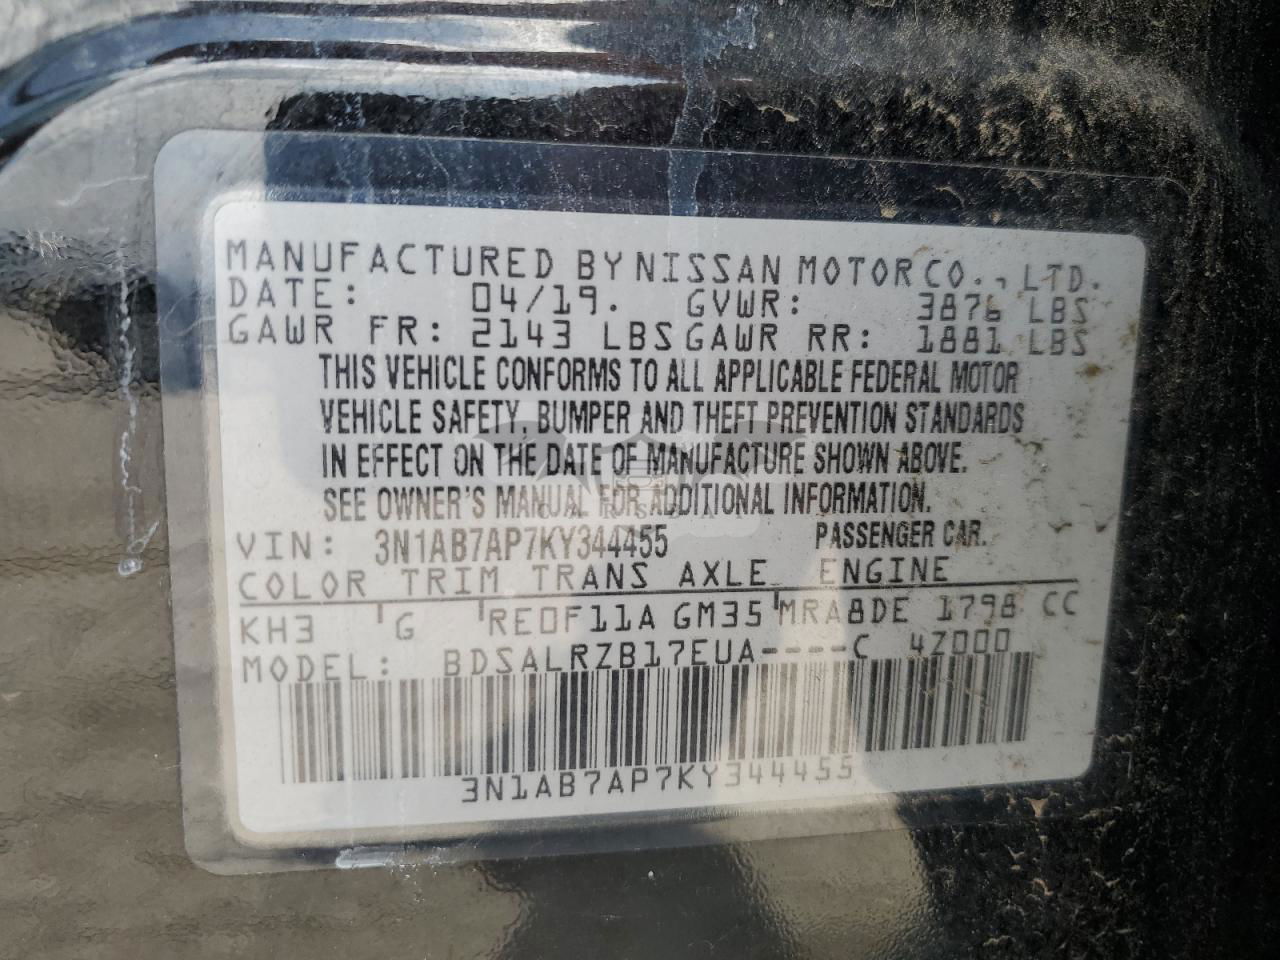 MANUFACTURED BY NISSAN MOTOR CO., LTD.
DATE: 04/19. GVWR: 3876 LBS
GAWR FR: 2143 LBS GAWR RR: 1881 LBS
THIS VEHICLE CONFORMS TO ALL APPLICABLE FEDERAL MOTOR
VEHICLE SAFETY, BUMPER AND THEFT PREVENTION STANDARDS
IN EFFECT ON THE DATE OF MANUFACTURE SHOWN ABOVE.
SEE OWNER'S MANUAL FOR ADDITIONAL INFORMATION.
VIN: 3N1AB7AP7KY344455 PASSENGER CAR.
COLOR TRIM TRANS AXLE ENGINE
KH3 G RE0F11A GM35 MRA8DE 1798 CC
MODEL: BDSALRZB17EUA----C 4Z000
3N1AB7AP7KY344455